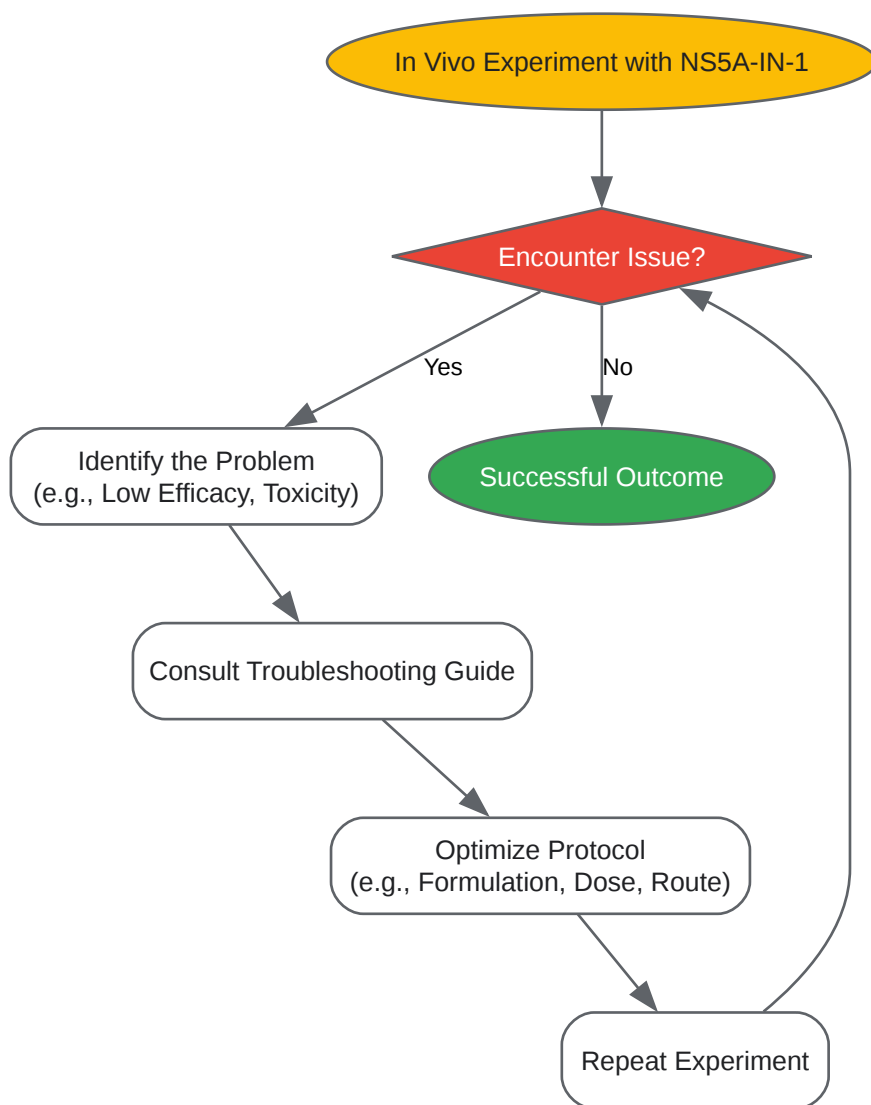 In Vivo Experiment with NS5A-IN-1
Encounter Issue?
Yes
No
Identify the Problem
(e.g., Low Efficacy, Toxicity)
Successful Outcome
Consult Troubleshooting Guide
Optimize Protocol
(e.g., Formulation, Dose, Route)
Repeat Experiment